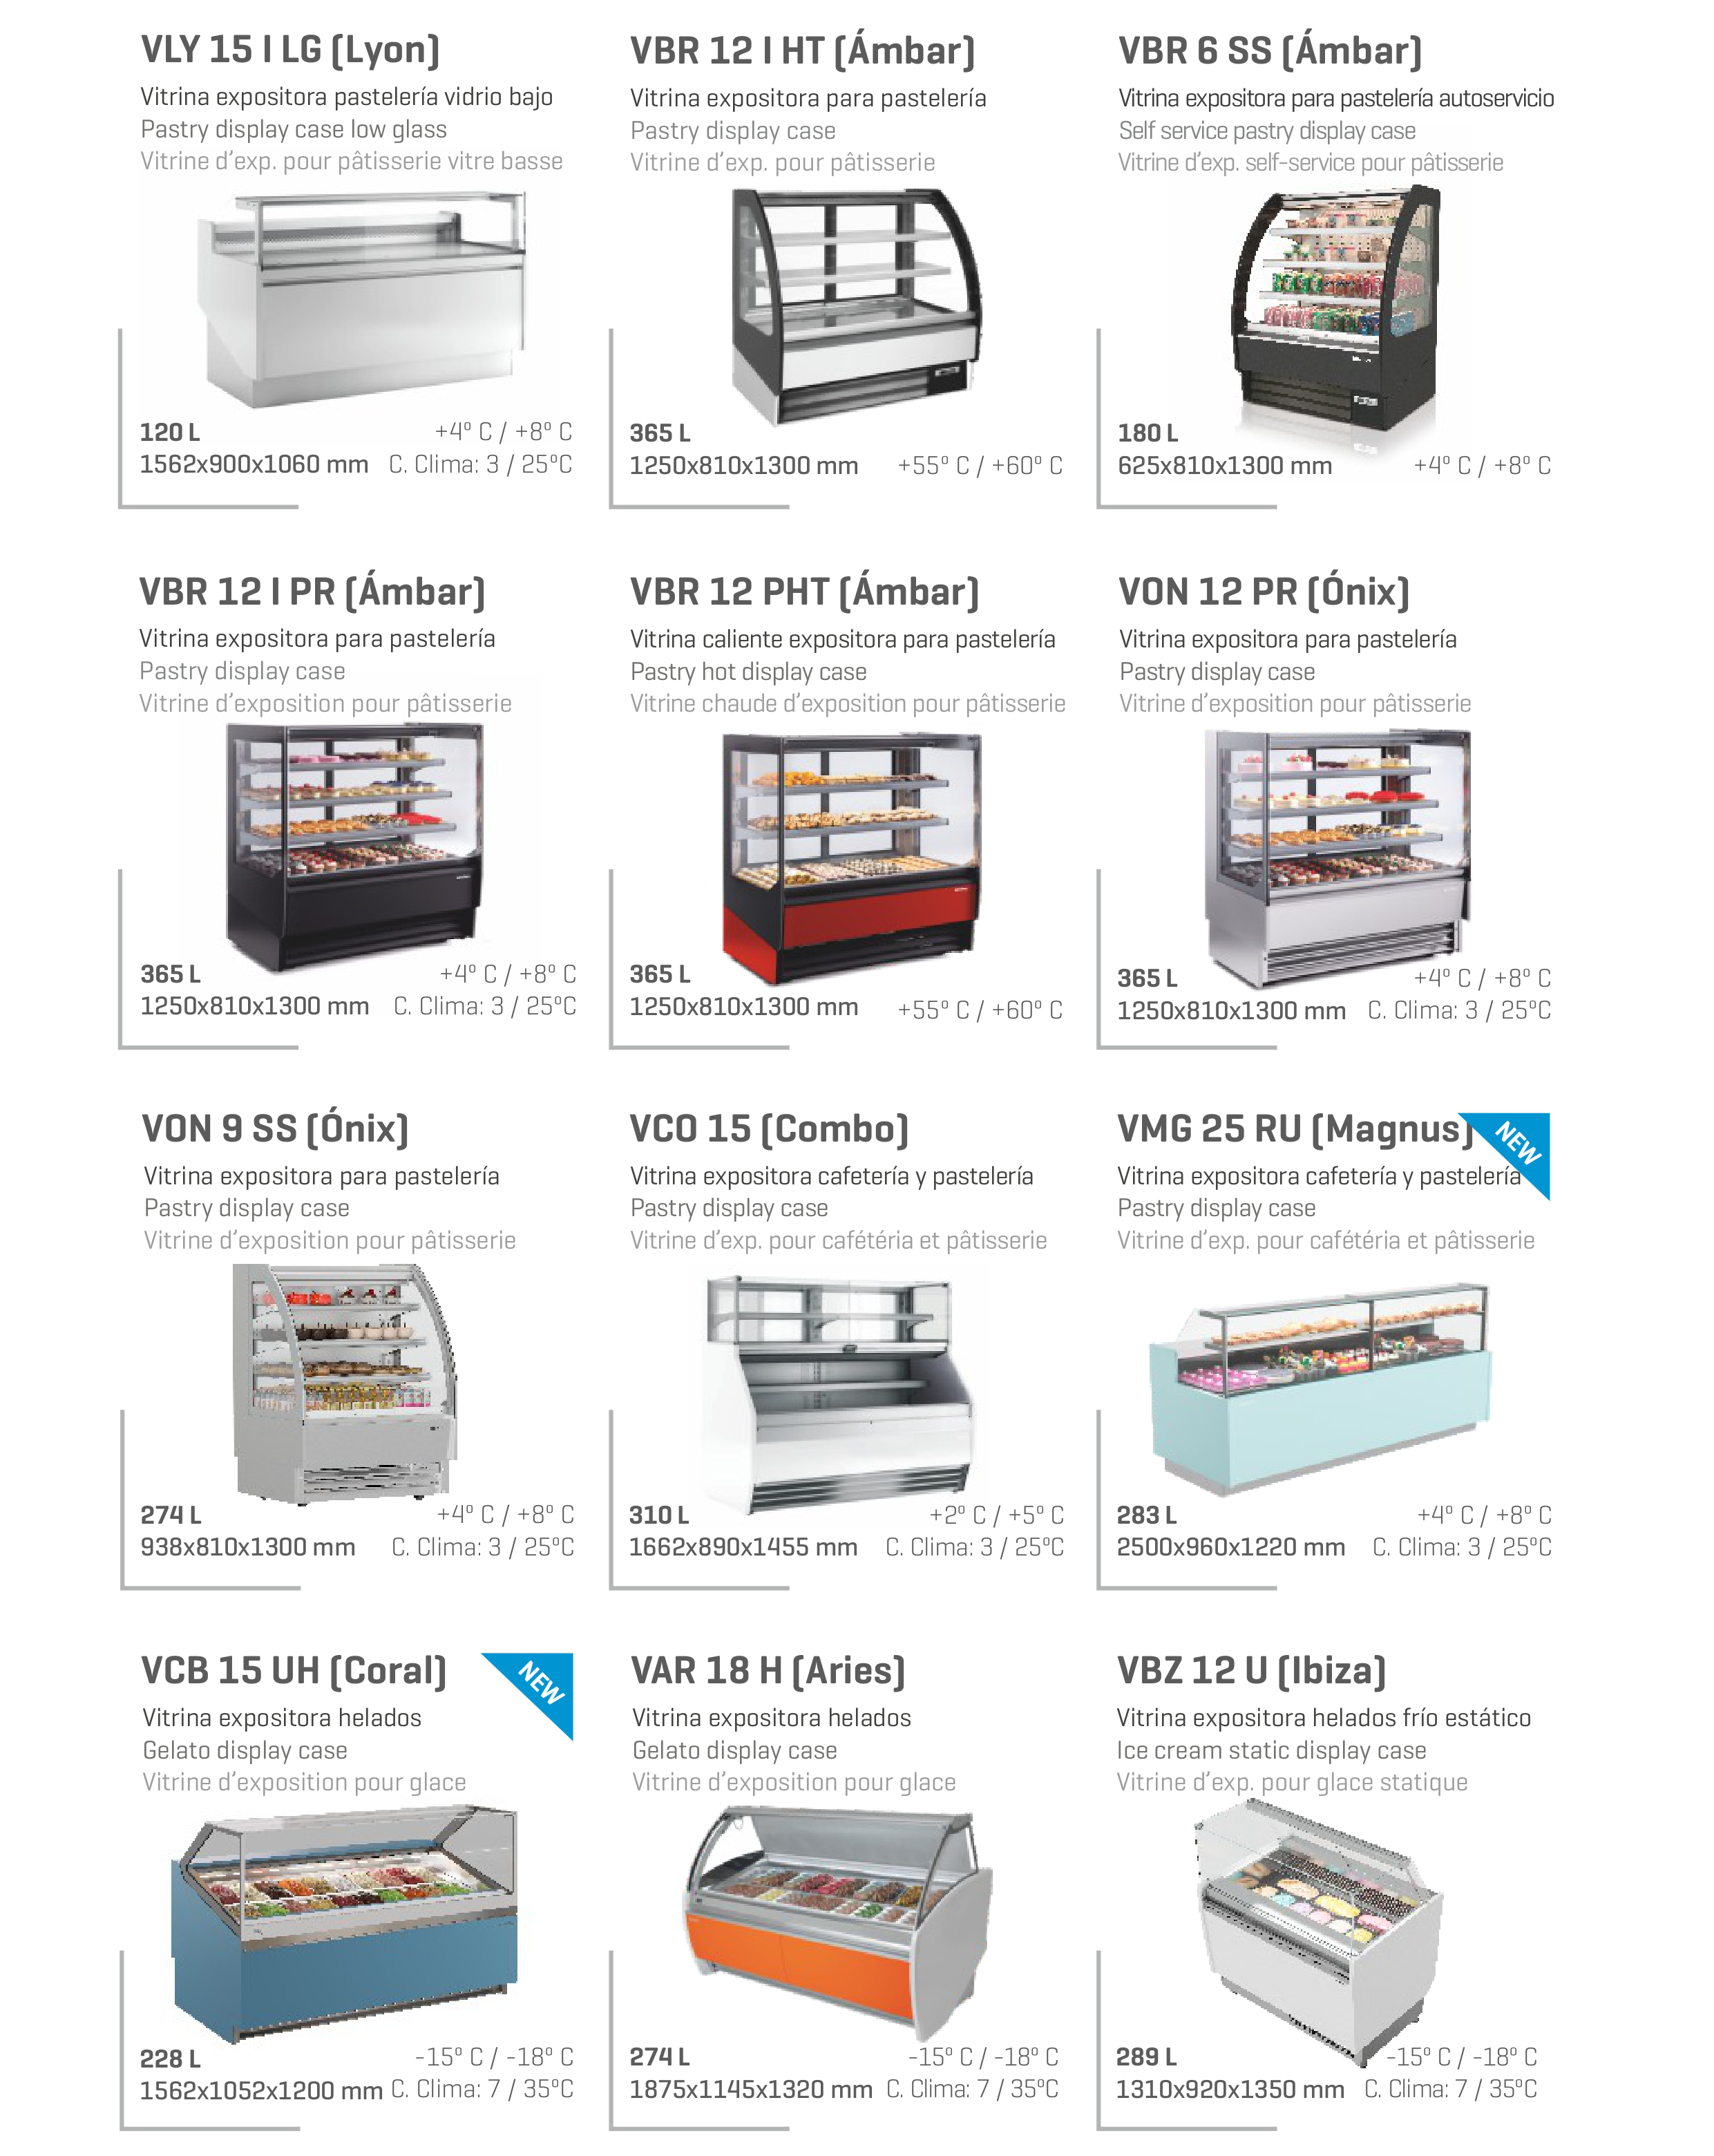 VLY 15 I LG (Lyon)
Vitrina expositora pastelería vidrio bajo
Pastry display case low glass
Vitrine d'exp. pour pâtisserie vitre basse
120 L
+4º C / +8º C
1562x900x1060 mm
C. Clima: 3 / 25ºC
VBR 12 I HT (Ámbar)
Vitrina expositora para pastelería
Pastry display case
Vitrine d'exp. pour pâtisserie
365 L
1250x810x1300 mm
+55º C / +60º C
VBR 6 SS (Ámbar)
Vitrina expositora para pastelería autoservicio
Self service pastry display case
Vitrine d'exp. self-service pour pâtisserie
180 L
625x810x1300 mm
+4º C / +8º C
VBR 12 I PR (Ámbar)
Vitrina expositora para pastelería
Pastry display case
Vitrine d'exposition pour pâtisserie
365 L
+4º C / +8º C
1250x810x1300 mm
C. Clima: 3 / 25ºC
VBR 12 PHT (Ámbar)
Vitrina caliente expositora para pastelería
Pastry hot display case
Vitrine chaude d'exposition pour pâtisserie
365 L
1250x810x1300 mm
+55º C / +60º C
VON 12 PR (Ónix)
Vitrina expositora para pastelería
Pastry display case
Vitrine d'exposition pour pâtisserie
365 L
+4º C / +8º C
1250x810x1300 mm
C. Clima: 3 / 25ºC
VON 9 SS (Ónix)
Vitrina expositora para pastelería
Pastry display case
Vitrine d'exposition pour pâtisserie
274 L
+4º C / +8º C
938x810x1300 mm
C. Clima: 3 / 25ºC
VCO 15 (Combo)
Vitrina expositora cafetería y pastelería
Pastry display case
Vitrine d'exp. pour cafétéria et pâtisserie
310 L
+2º C / +5º C
1662x890x1455 mm
C. Clima: 3 / 25ºC
VMG 25 RU (Magnus)
NEW
Vitrina expositora cafetería y pastelería
Pastry display case
Vitrine d'exp. pour cafétéria et pâtisserie
283 L
+4º C / +8º C
2500x960x1220 mm
C. Clima: 3 / 25ºC
VCB 15 UH (Coral)
NEW
Vitrina expositora helados
Gelato display case
Vitrine d'exposition pour glace
228 L
-15º C / -18º C
1562x1052x1200 mm
C. Clima: 7 / 35ºC
VAR 18 H (Aries)
Vitrina expositora helados
Gelato display case
Vitrine d'exposition pour glace
274 L
-15º C / -18º C
1875x1145x1320 mm
C. Clima: 7 / 35ºC
VBZ 12 U (Ibiza)
Vitrina expositora helados frío estático
Ice cream static display case
Vitrine d'exp. pour glace statique
289 L
-15º C / -18º C
1310x920x1350 mm
C. Clima: 7 / 35ºC